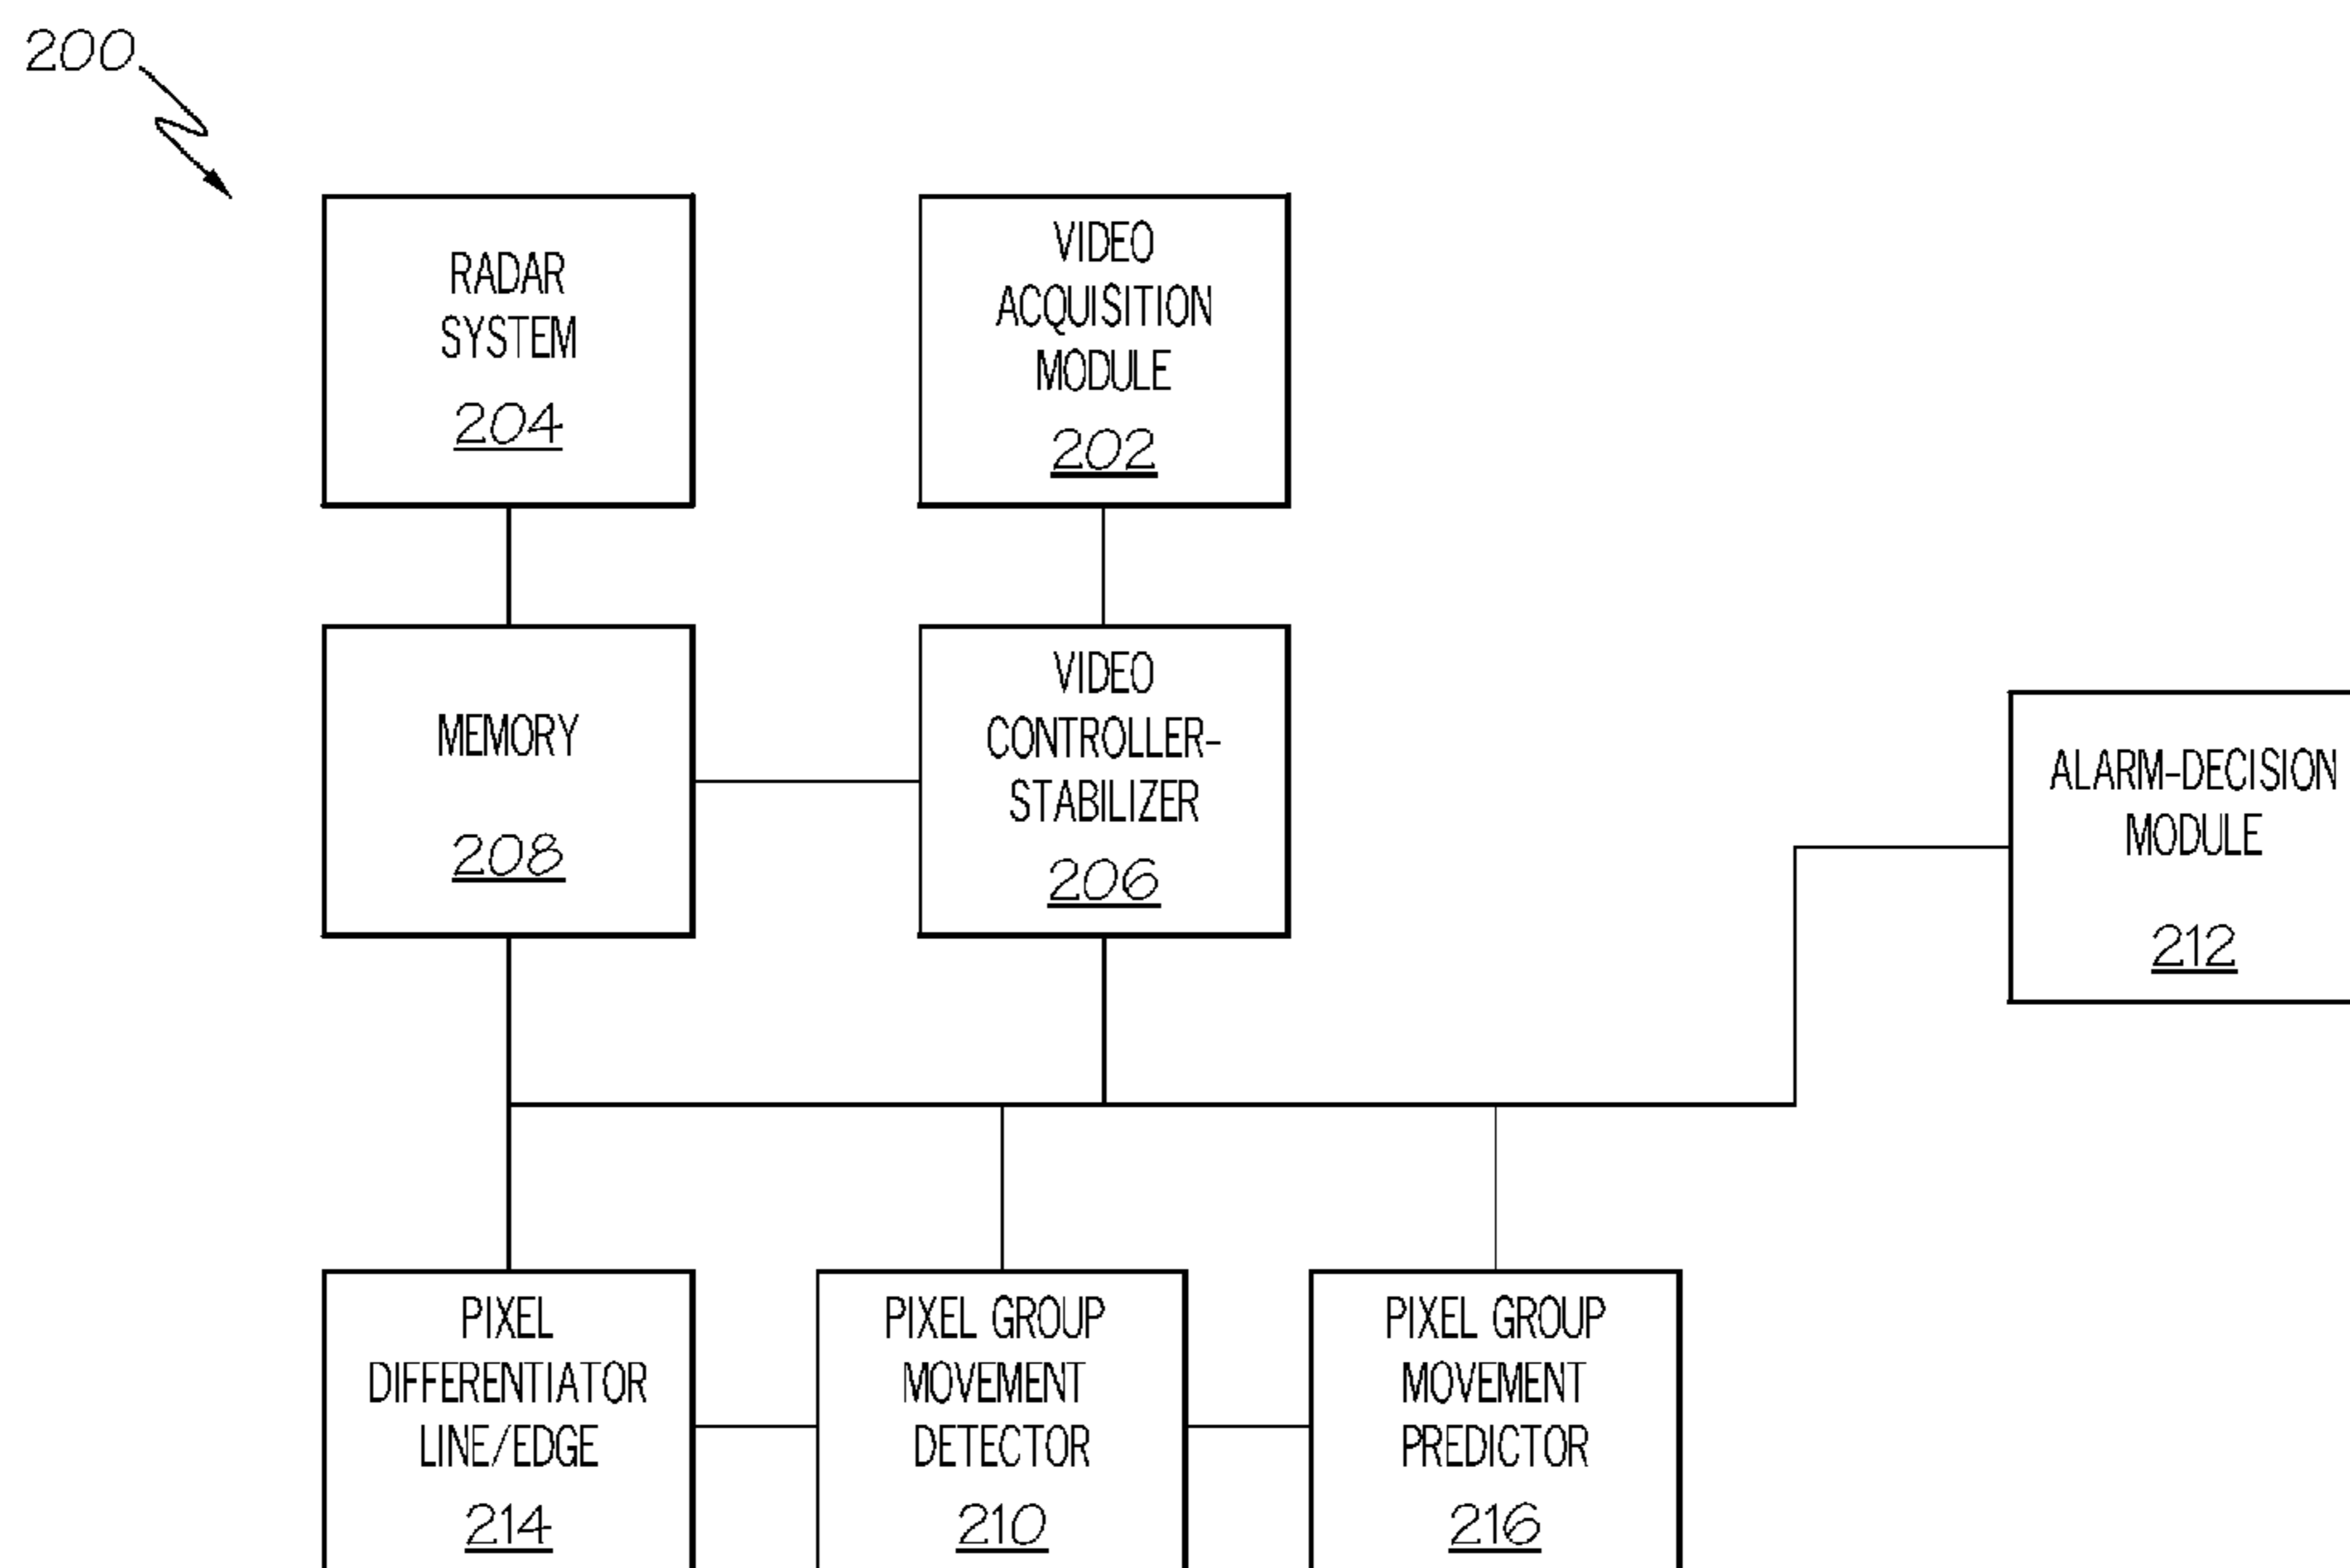 200
RADAR
SYSTEM
204
VIDEO
ACQUISITION
MODULE
202
MEMORY
208
VIDEO
CONTROLLER-
STABILIZER
206
ALARM-DECISION
MODULE
212
PIXEL
DIFFERENTIATOR
LINE/EDGE
214
PIXEL GROUP
MOVEMENT
DETECTOR
210
PIXEL GROUP
MOVEMENT
PREDICTOR
216